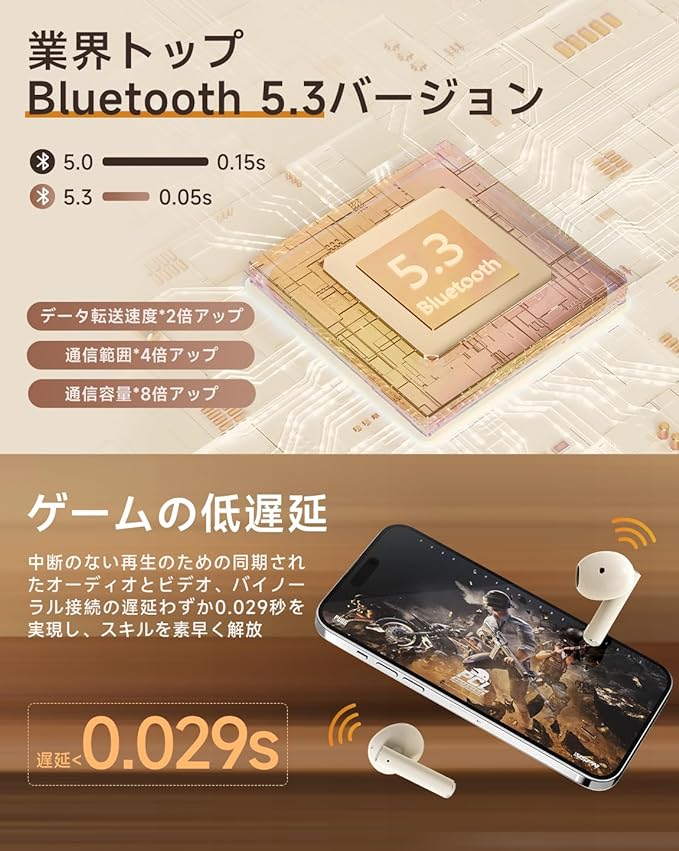 業界トップ
Bluetooth 5.3バージョン
5.0 0.15s
5.3 0.05s
5.3
Bluetooth
データ転送速度*2倍アップ
通信範囲*4倍アップ
通信容量*8倍アップ
ゲームの低遅延
中断のない再生のための同期され
たオーディオとビデオ、バイノー
ラル接続の遅延わずか0.029秒を
実現し、スキルを素早く解放
遅延<0.029s
PCL